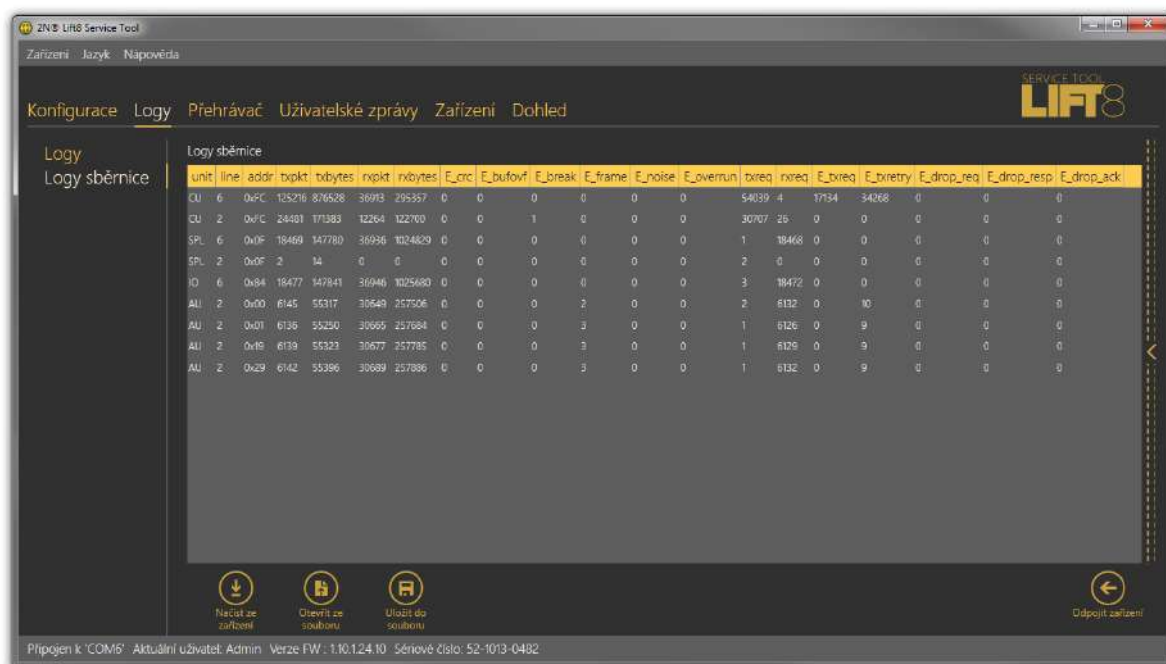 2N® Lift8 Service Tool
Zařízení Jazyk Nápověda
SERVICE TOOL
LIFT8
Konfigurace Logy Přehrávač Uživatelské zprávy Zařízení Dohled
Logy
Logy sběrnice
Logy sběrnice
unit line addr txpkt txbytes rxpkt rxbytes E_crc E_bufovf E_break E_frame E_noise E_overrun txreq rxreq E_txreq E_txretry E_drop_req E_drop_resp E_drop_ack
CU 6 0xFC 125216 876528 36913 295357 0 0 0 0 0 0 54039 4 17134 34268 0 0 0
CU 2 0xFC 24481 171383 12264 122700 0 0 1 0 0 0 30707 26 0 0 0 0 0
SPL 6 0x0F 18469 147780 36936 1024829 0 0 0 0 0 0 1 18468 0 0 0 0 0
SPL 2 0x0F 2 14 0 0 0 0 0 0 0 0 2 0 0 0 0 0 0
IO 6 0x84 18477 147841 36946 1025680 0 0 0 0 0 0 3 18472 0 0 0 0 0
AU 2 0x00 6145 55317 30649 257506 0 0 0 2 0 0 2 6132 0 10 0 0 0
AU 2 0x01 6136 55250 30665 257684 0 0 0 3 0 0 1 6126 0 9 0 0 0
AU 2 0x19 6139 55323 30677 257785 0 0 0 3 0 0 1 6129 0 9 0 0 0
AU 2 0x29 6142 55396 30689 257886 0 0 0 3 0 0 1 6132 0 9 0 0 0
Načíst ze zařízení
Otevřít ze souboru
Uložit do souboru
Odpojit zařízení
Připojen k 'COM6' Aktuální uživatel: Admin Verze FW : 1.10.1.24.10 Sériové číslo: 52-1013-0482